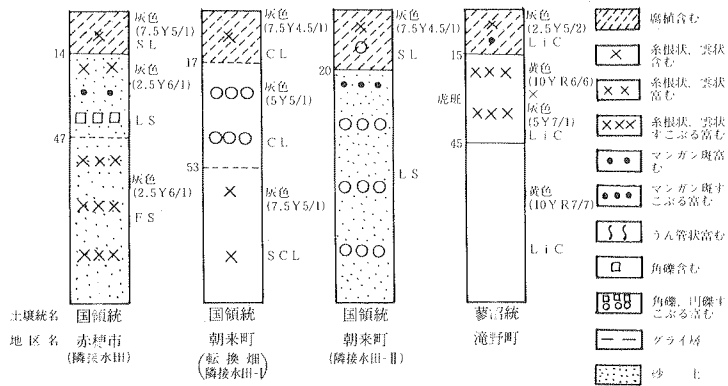 灰色
(7.5Y5/1)
SL
14
灰色
(2.5Y6/1)
LS
47
灰色
(2.5Y6/1)
FS
灰色
(7.5Y4.5/1)
CL
17
灰色
(5Y5/1)
CL
53
灰色
(7.5Y5/1)
SCL
灰色
(7.5Y4.5/1)
SL
20
LS
灰色
(2.5Y5/2)
LiC
15
黄色
(10YR6/6)
虎斑
灰色
(5Y7/1)
LiC
45
黄色
(10YR7/7)
LiC
土壌統名
国領統
国領統
国領統
蓼沼統
地区名
赤穂市
(隣接水田)
朝来町
(転換畑
隣接水田-Ⅰ)
朝来町
(隣接水田-Ⅱ)
滝野町
腐植含む
糸根状、雲状
含む
糸根状、雲状
富む
糸根状、雲状
すこぶる富む
マンガン斑富
む
マンガン斑す
こぶる富む
うん管状富む
角礫含む
角礫、円礫す
こぶる富む
グライ層
砂土